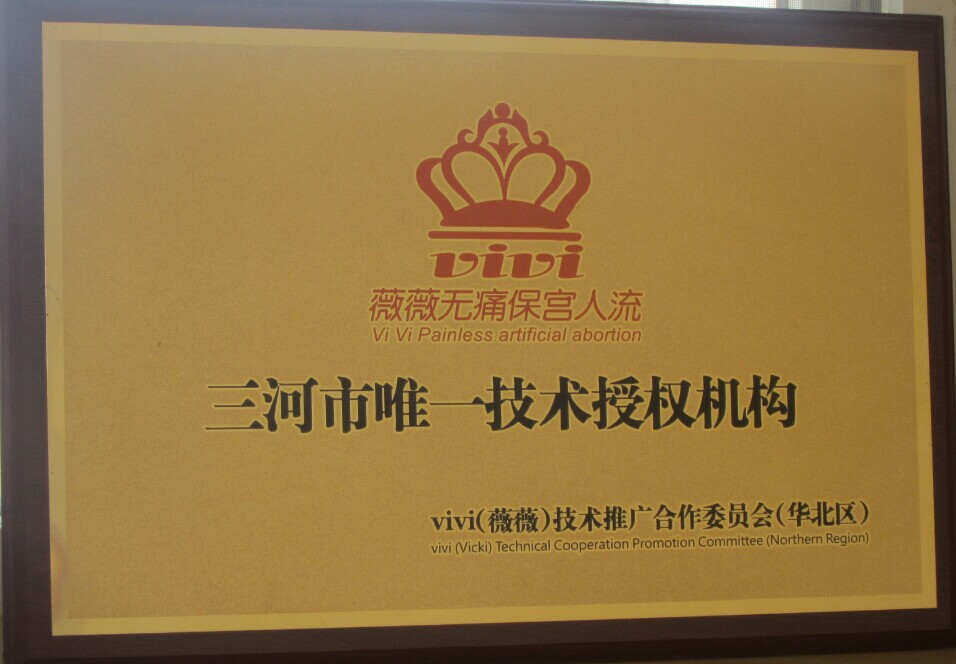 vivi
薇薇无痛保宫人流
Vi Vi Painless artificial abortion
三河市唯一技术授权机构
vivi(薇薇)技术推广合作委员会(华北区)
vivi (Vicki) Technical Cooperation Promotion Committee (Northern Region)